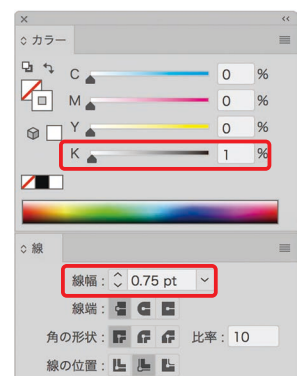 カラー
C 0 %
M 0 %
Y 0 %
K 1 %
線
線幅： 0.75 pt
線端：
角の形状： 比率： 10
線の位置：